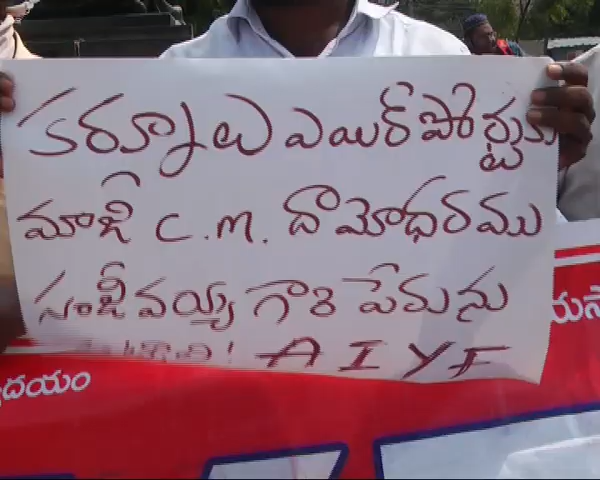 కర్నూలు ఎయిర్ పోర్ట్‌కు
మాజీ C.M. దామోధరము
సంజీవయ్య గారి పేరును
AIYF
దయం